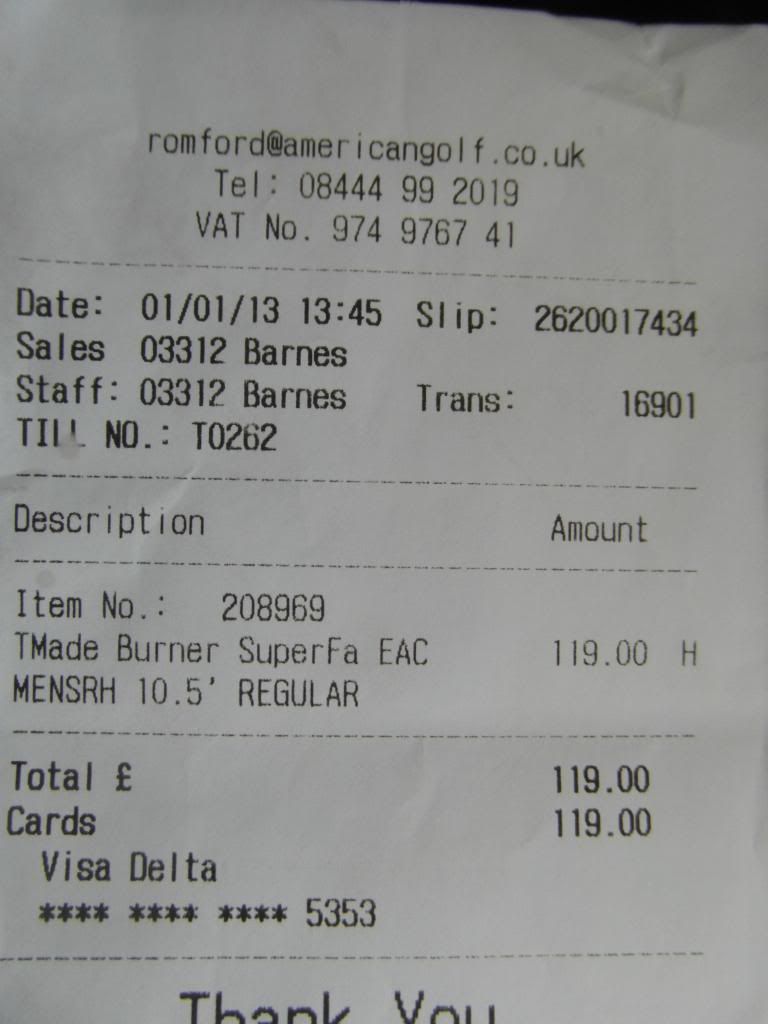 romford@americangolf.co.uk
Tel: 08444 99 2019
VAT No. 974 9767 41
Date: 01/01/13 13:45 Slip: 2620017434
Sales 03312 Barnes
Staff: 03312 Barnes Trans: 16901
TILL NO.: T0262
Description Amount
Item No.: 208969
TMade Burner SuperFa EAC 119.00 H
MENSRH 10.5' REGULAR
Total £ 119.00
Cards 119.00
Visa Delta
**** **** **** 5353
Thank You